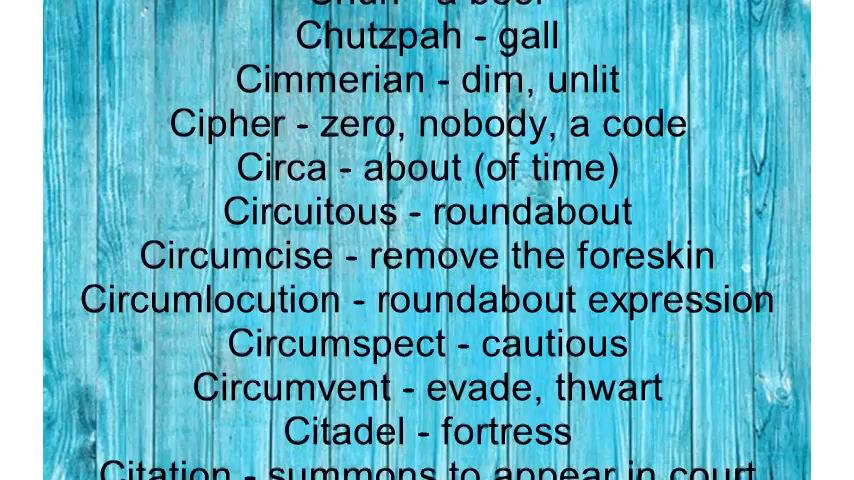 Chutzpah - gall
Cimmerian - dim, unlit
Cipher - zero, nobody, a code
Circa - about (of time)
Circuitous - roundabout
Circumcise - remove the foreskin
Circumlocution - roundabout expression
Circumspect - cautious
Circumvent - evade, thwart
Citadel - fortress
Citation - summons to appear in court